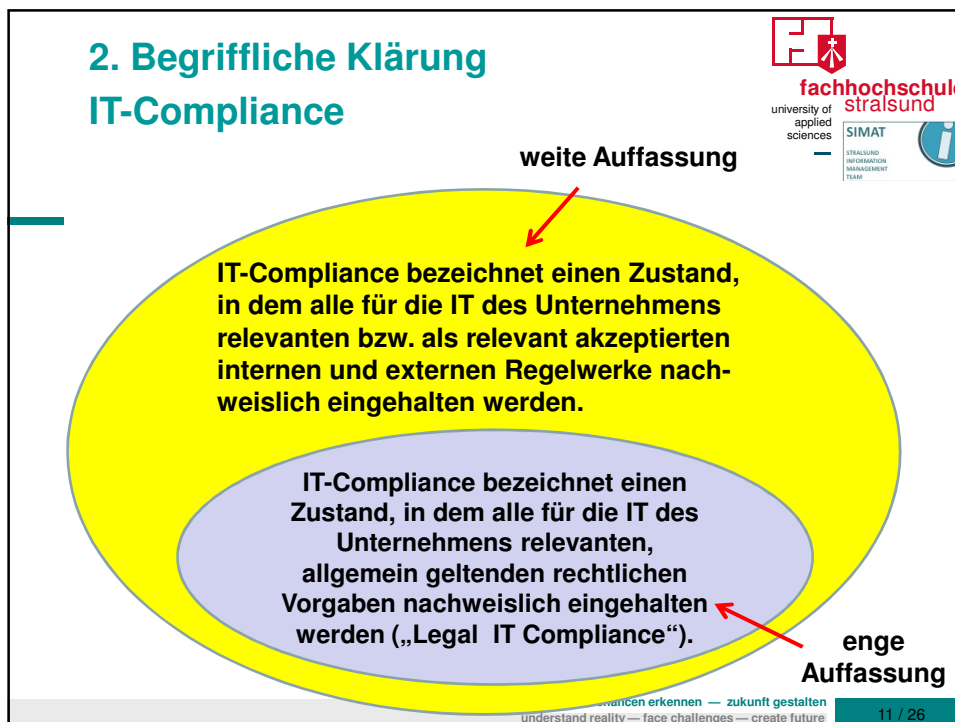 2. Begriffliche Klärung
IT-Compliance
fachhochschule
stralsund
university of
applied
sciences
SIMAT
STRALSUND
INFORMATION
MANAGEMENT
TEAM
weite Auffassung
IT-Compliance bezeichnet einen Zustand,
in dem alle für die IT des Unternehmens
relevanten bzw. als relevant akzeptierten
internen und externen Regelwerke nach-
weislich eingehalten werden.
IT-Compliance bezeichnet einen
Zustand, in dem alle für die IT des
Unternehmens relevanten,
allgemein geltenden rechtlichen
Vorgaben nachweislich eingehalten
werden („Legal IT Compliance“).
enge
Auffassung
erkennen — zukunft gestalten
understand reality — face challenges — create future
11 / 26